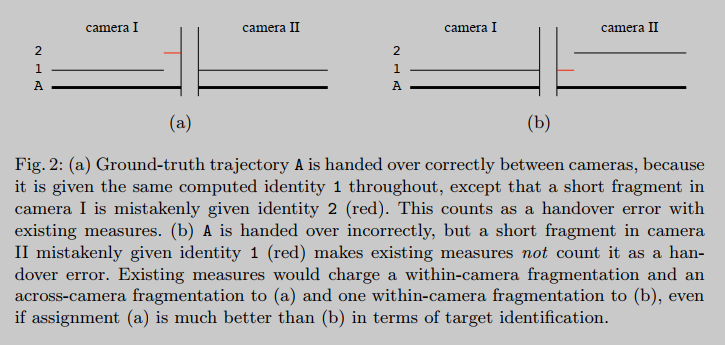 camera I camera II camera I camera II
2 2
1 1
A A
(a) (b)
Fig. 2: (a) Ground-truth trajectory A is handed over correctly between cameras, because
it is given the same computed identity 1 throughout, except that a short fragment in
camera I is mistakenly given identity 2 (red). This counts as a handover error with
existing measures. (b) A is handed over incorrectly, but a short fragment in camera
II mistakenly given identity 1 (red) makes existing measures not count it as a han-
dover error. Existing measures would charge a within-camera fragmentation and an
across-camera fragmentation to (a) and one within-camera fragmentation to (b), even
if assignment (a) is much better than (b) in terms of target identification.